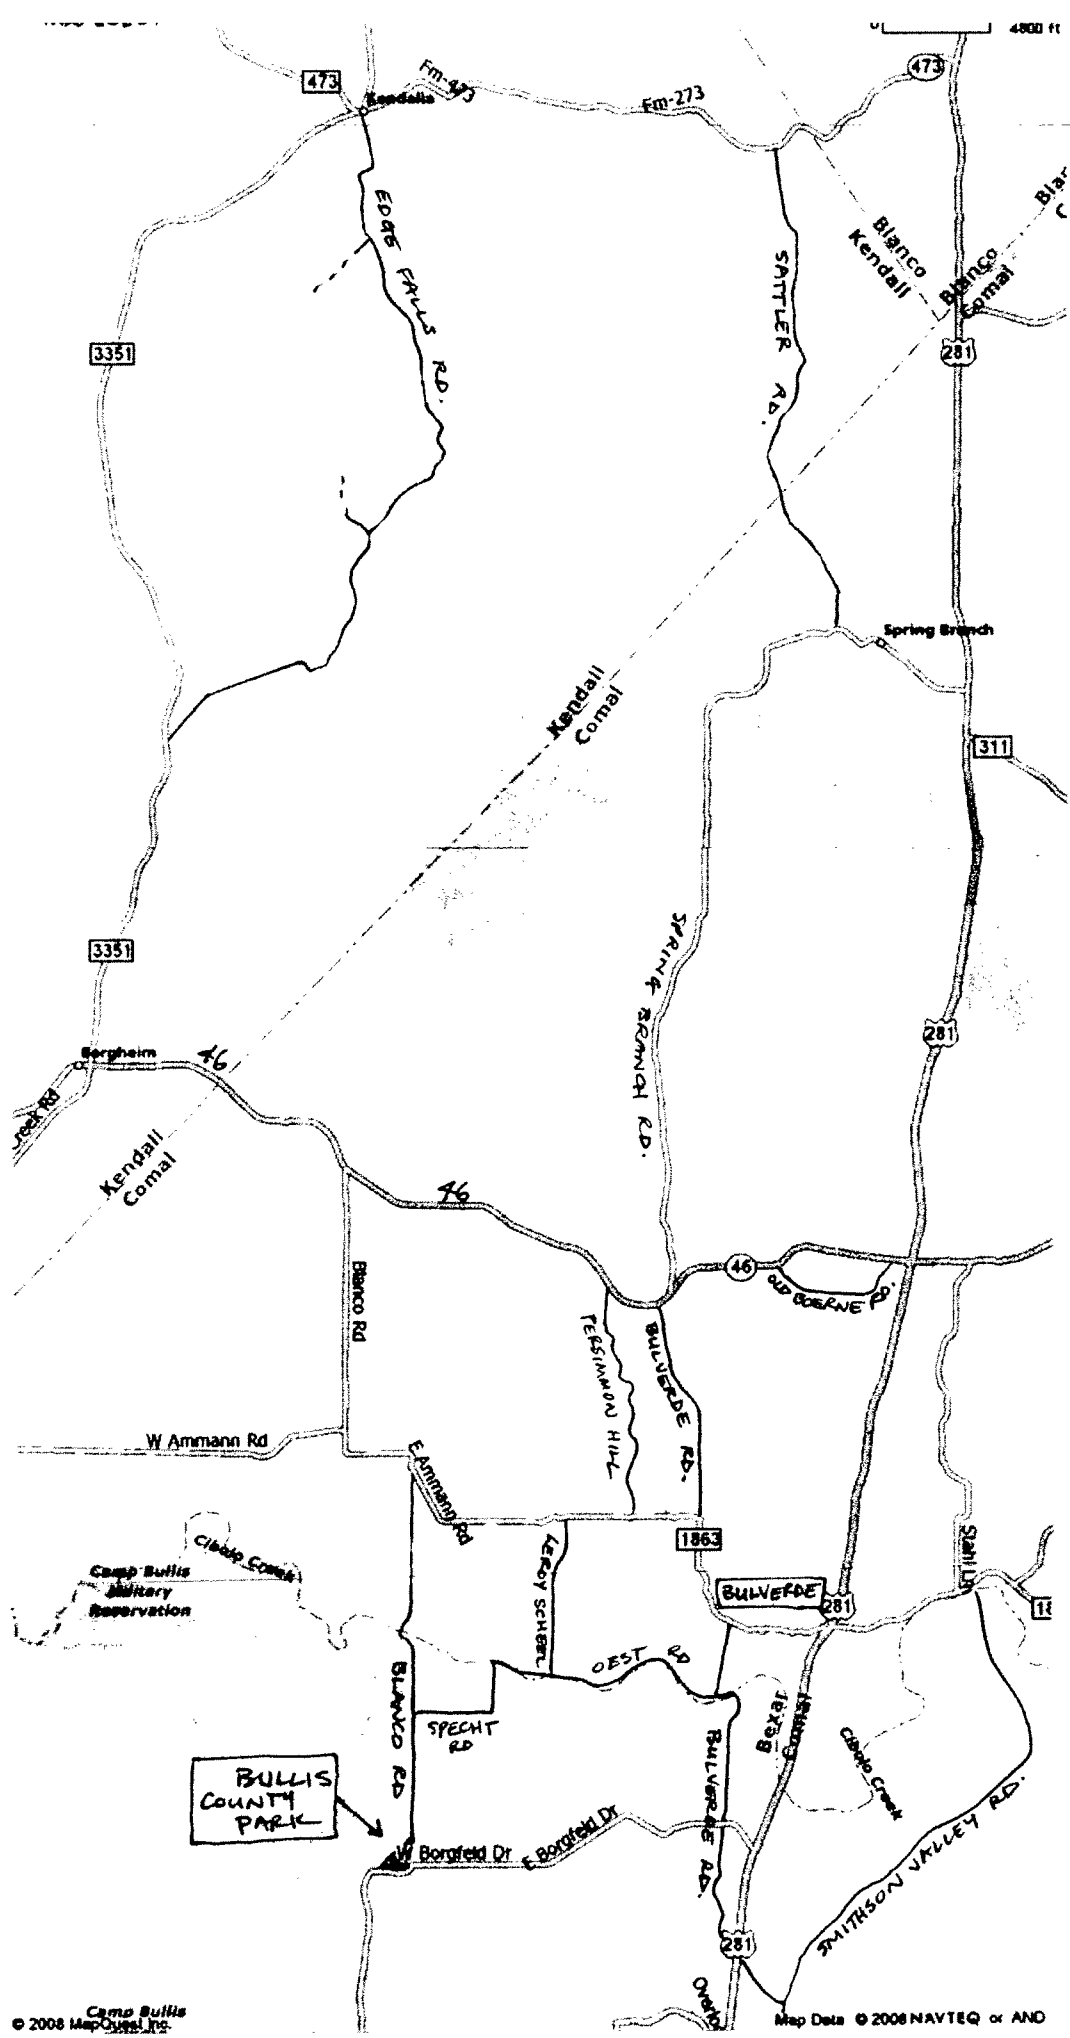 4800 ft
473
473
Kendalia
Fm-473
Fm-273
EDGE FALLS RD.
SATTLER RD.
Blanco
Kendall
Blanco
Comal
3351
281
Spring Branch
Kendall
Comal
311
SPRING BRANCH RD.
3351
281
Bergheim
46
Creek Rd
Kendall
Comal
46
46
OLD BOERNE RD.
Blanco Rd
PERSIMMON HILL
BULVERDE RD.
W Ammann Rd
E Ammann Rd
1863
Stahl Ln
Cibolo Creek
Camp Bullis
Military
Reservation
LEROY SCHEEL
BULVERDE
281
OEST RD
BLANCO RD
SPECHT
RD
Bexar
Comal
Cibolo Creek
BULVERDE RD.
BULLIS
COUNTY
PARK
W Borgfeld Dr
E Borgfeld Dr
SMITHSON VALLEY RD.
281
Camp Bullis
© 2008 MapQuest Inc.
Map Data © 2008 NAVTEQ or AND